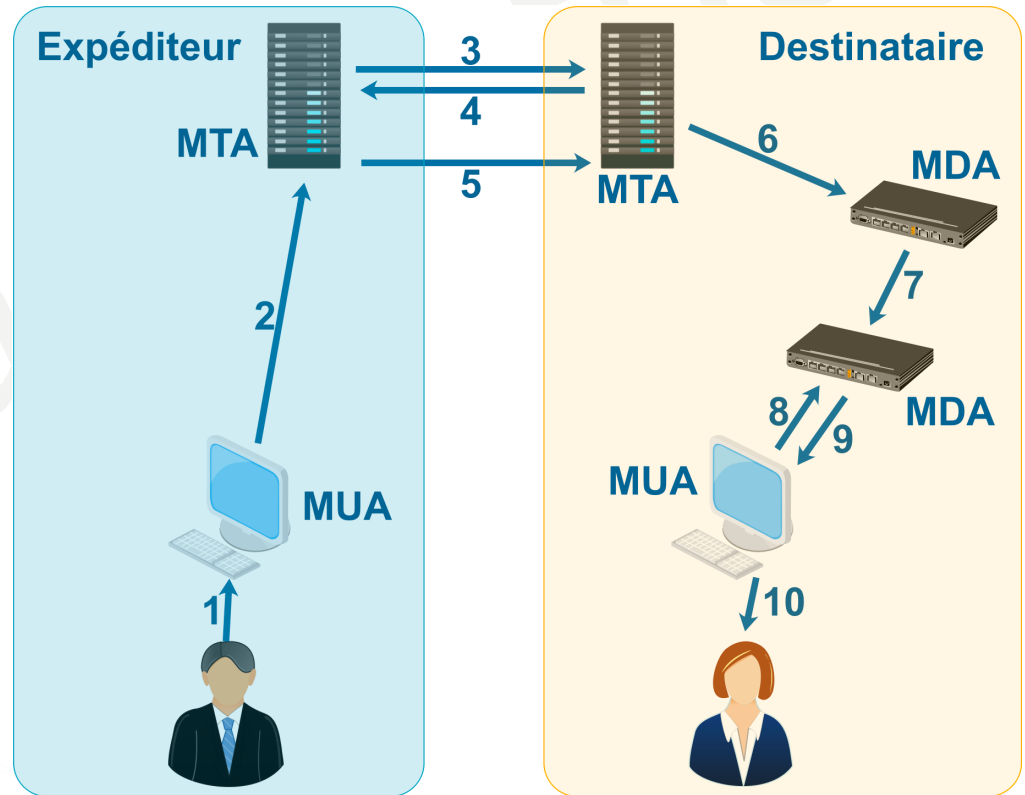 Expéditeur
Destinataire
3
4
MTA
5
MTA
6
MDA
7
2
MDA
8
9
MUA
MUA
1
10